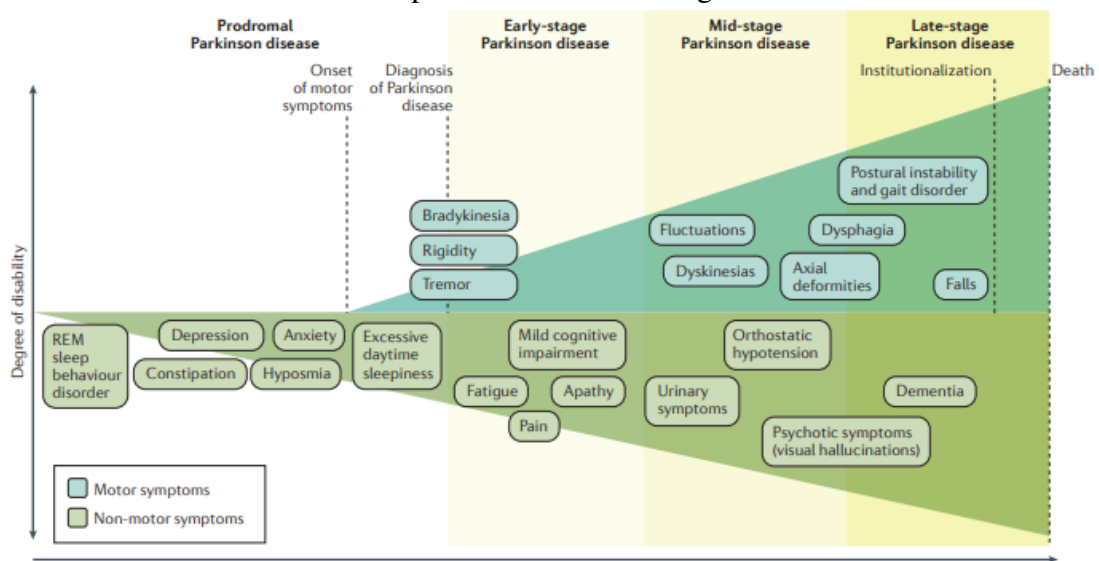 Prodromal
Parkinson disease
Early-stage
Parkinson disease
Mid-stage
Parkinson disease
Late-stage
Parkinson disease
Onset
of motor
symptoms
Diagnosis
of Parkinson
disease
Institutionalization
Death
Degree of disability
Postural instability
and gait disorder
Bradykinesia
Rigidity
Tremor
Fluctuations
Dysphagia
Dyskinesias
Axial
deformities
Falls
REM
sleep
behaviour
disorder
Depression
Anxiety
Constipation
Hyposmia
Excessive
daytime
sleepiness
Mild cognitive
impairment
Fatigue
Apathy
Pain
Orthostatic
hypotension
Urinary
symptoms
Dementia
Psychotic symptoms
(visual hallucinations)
Motor symptoms
Non-motor symptoms